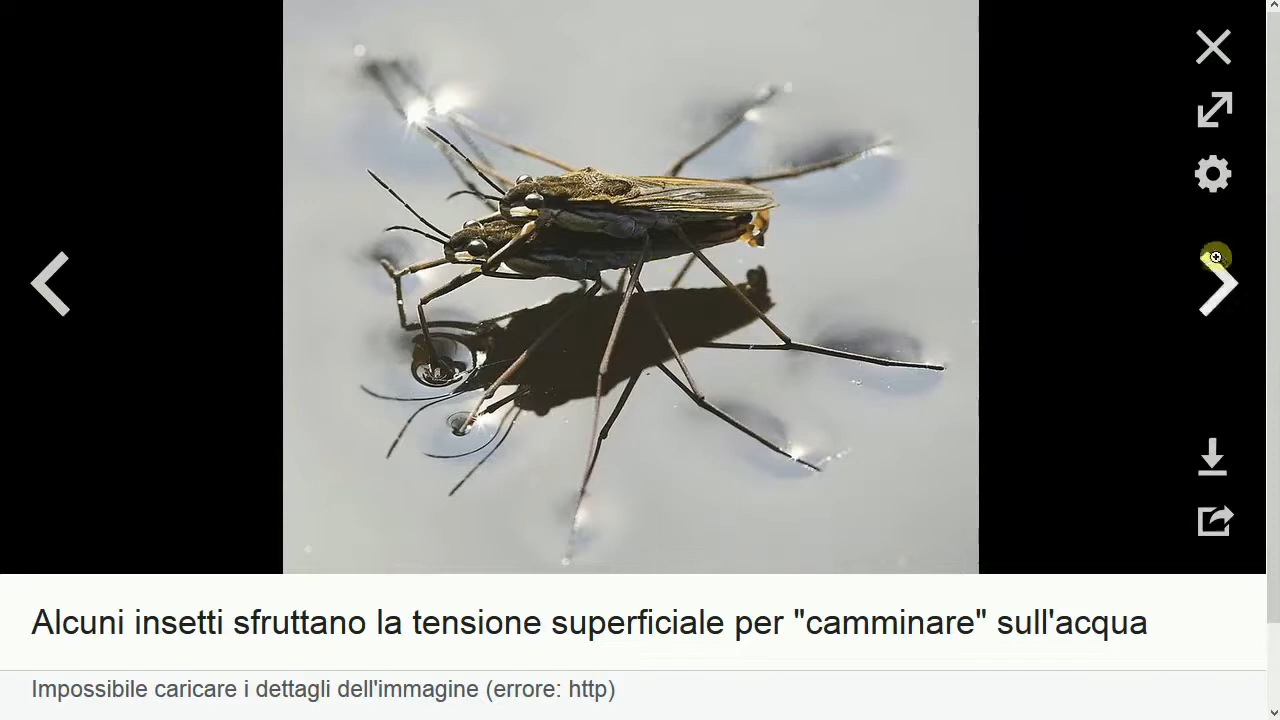 Alcuni insetti sfruttano la tensione superficiale per "camminare" sull'acqua
Impossibile caricare i dettagli dell'immagine (errore: http)